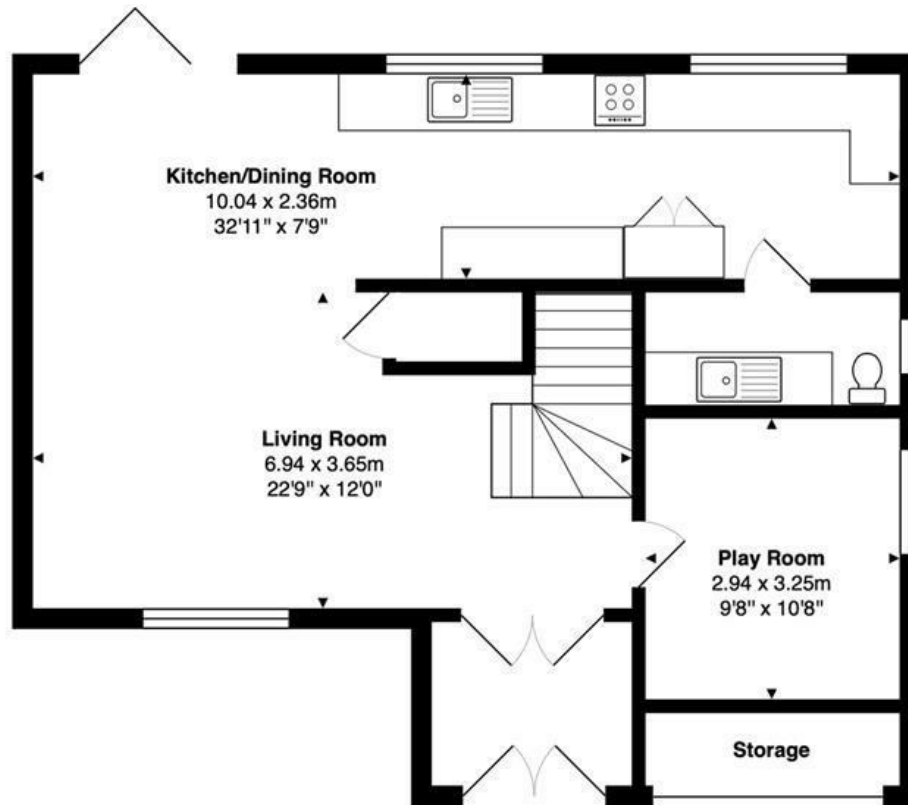 Kitchen/Dining Room
10.04 x 2.36m
32'11" x 7'9"
Living Room
6.94 x 3.65m
22'9" x 12'0"
Play Room
2.94 x 3.25m
9'8" x 10'8"
Storage